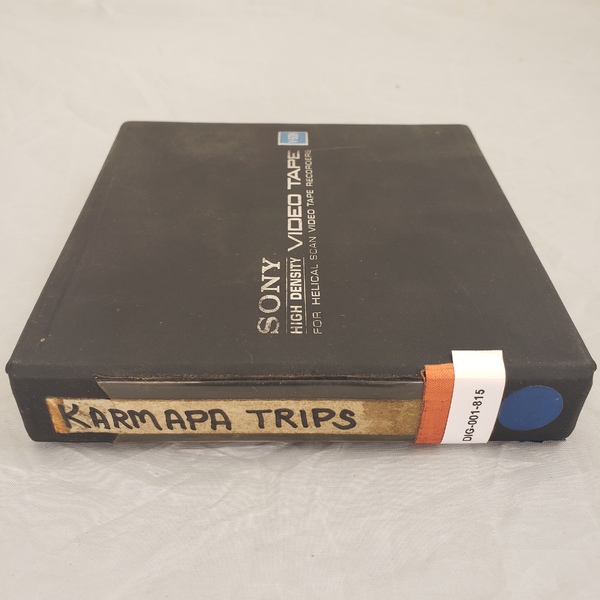 SONY
HIGH DENSITY VIDEO TAPE
FOR HELICAL SCAN VIDEO TAPE RECORDERS
KARMAPA TRIPS
DIG-001-815